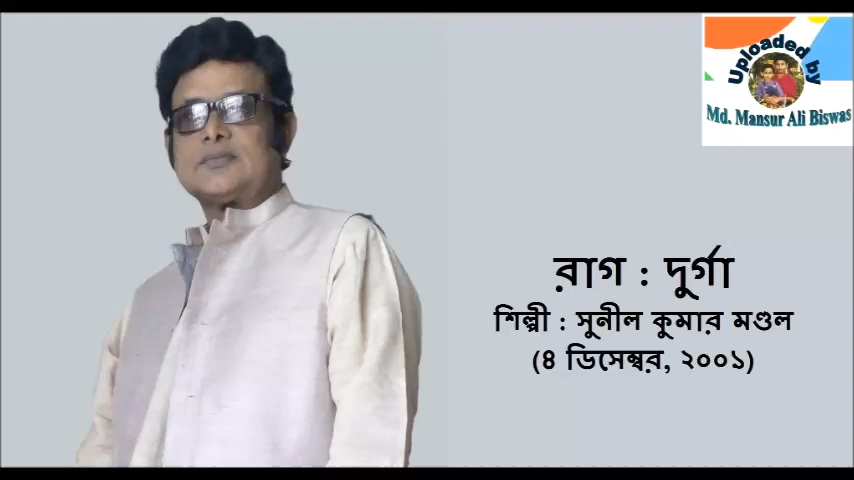 Uploaded by
Md. Mansur Ali Biswas
রাগ : দুর্গা
শিল্পী : সুনীল কুমার মণ্ডল
(৪ ডিসেম্বর, ২০০১)